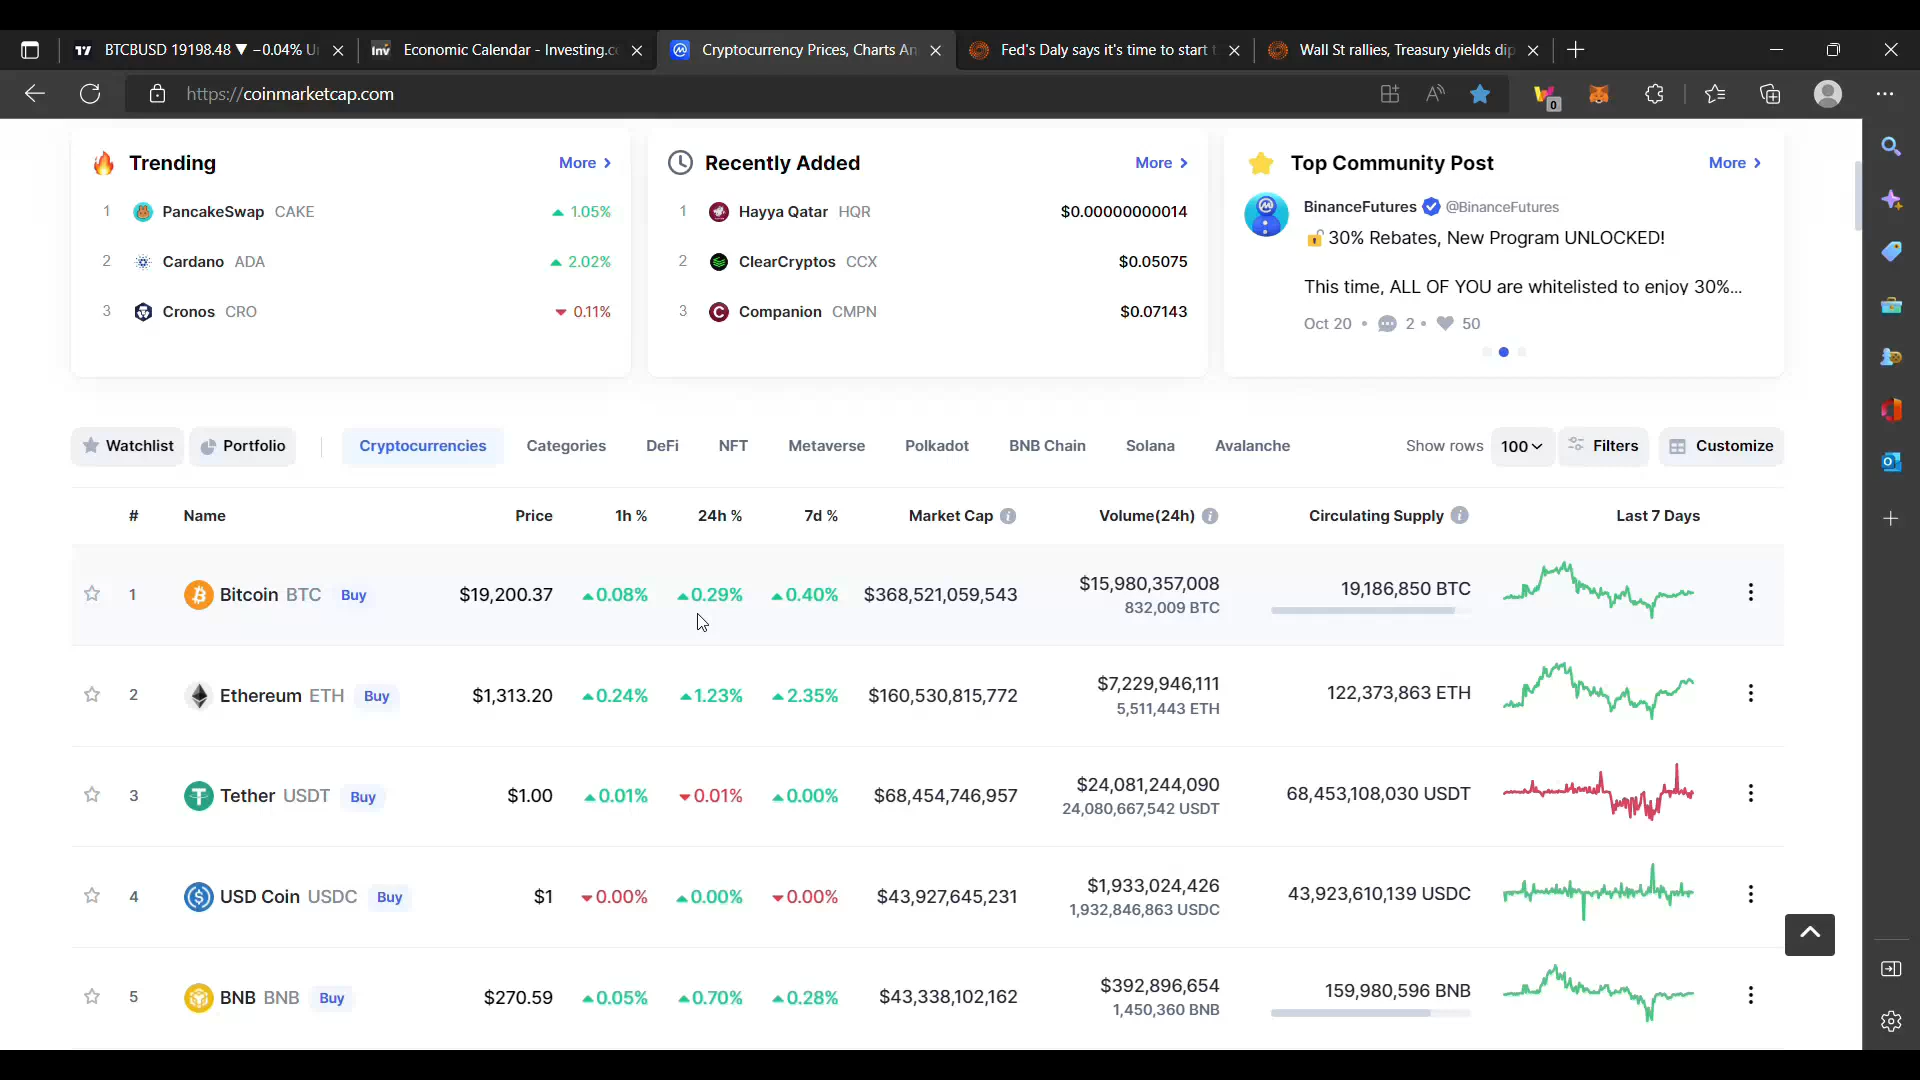 BTCBUSD 19198.48 ▼ −0.04% U
Economic Calendar - Investing.co
Cryptocurrency Prices, Charts An
Fed's Daly says it's time to start t
Wall St rallies, Treasury yields dip
https://coinmarketcap.com
0
Trending
More >
1 PancakeSwap CAKE 1.05%
2 Cardano ADA 2.02%
3 Cronos CRO 0.11%
Recently Added
More >
1 Hayya Qatar HQR $0.00000000014
2 ClearCryptos CCX $0.05075
3 Companion CMPN $0.07143
Top Community Post
More >
BinanceFutures @BinanceFutures
30% Rebates, New Program UNLOCKED!
This time, ALL OF YOU are whitelisted to enjoy 30%...
Oct 20 • 2 • 50
Watchlist Portfolio Cryptocurrencies Categories DeFi NFT Metaverse Polkadot BNB Chain Solana Avalanche Show rows 100 Filters Customize
# Name Price 1h % 24h % 7d % Market Cap Volume(24h) Circulating Supply Last 7 Days
1 Bitcoin BTC Buy $19,200.37 0.08% 0.29% 0.40% $368,521,059,543 $15,980,357,008 19,186,850 BTC
832,009 BTC
2 Ethereum ETH Buy $1,313.20 0.24% 1.23% 2.35% $160,530,815,772 $7,229,946,111 122,373,863 ETH
5,511,443 ETH
3 Tether USDT Buy $1.00 0.01% 0.01% 0.00% $68,454,746,957 $24,081,244,090 68,453,108,030 USDT
24,080,667,542 USDT
4 USD Coin USDC Buy $1 0.00% 0.00% 0.00% $43,927,645,231 $1,933,024,426 43,923,610,139 USDC
1,932,846,863 USDC
5 BNB BNB Buy $270.59 0.05% 0.70% 0.28% $43,338,102,162 $392,896,654 159,980,596 BNB
1,450,360 BNB